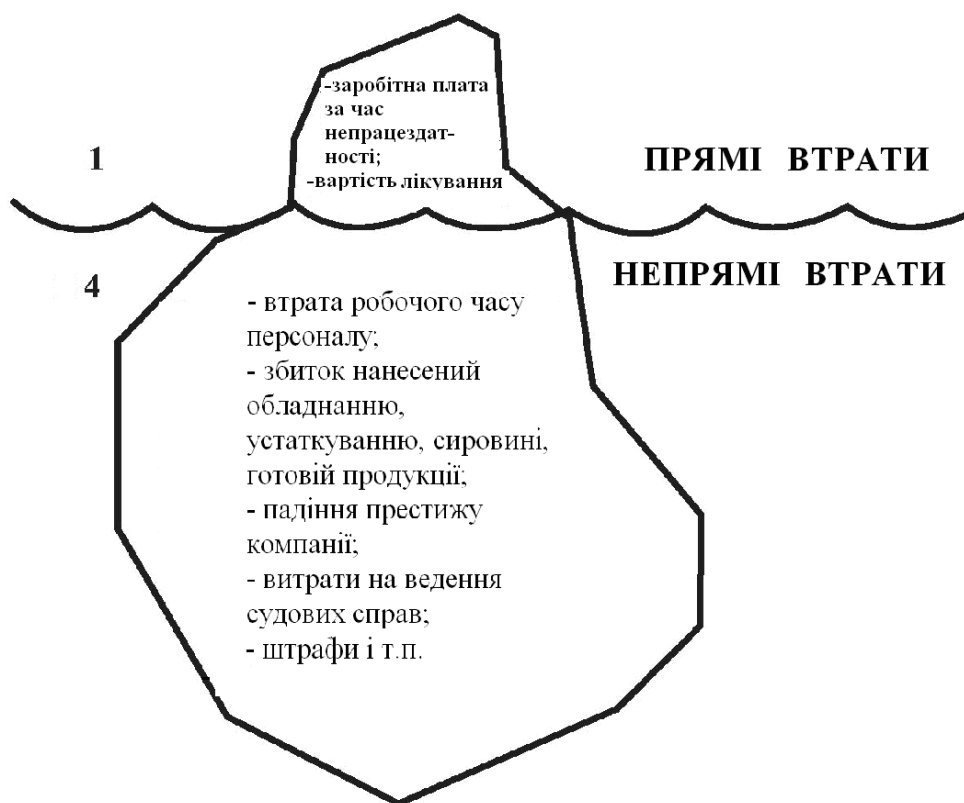 -заробітна плата
за час
непрацездат-
ності;
-вартість лікування
1
ПРЯМІ ВТРАТИ
4
НЕПРЯМІ ВТРАТИ
- втрата робочого часу
персоналу;
- збиток нанесений
обладнанню,
устаткуванню, сировині,
готовій продукції;
- падіння престижу
компанії;
- витрати на ведення
судових справ;
- штрафи і т.п.